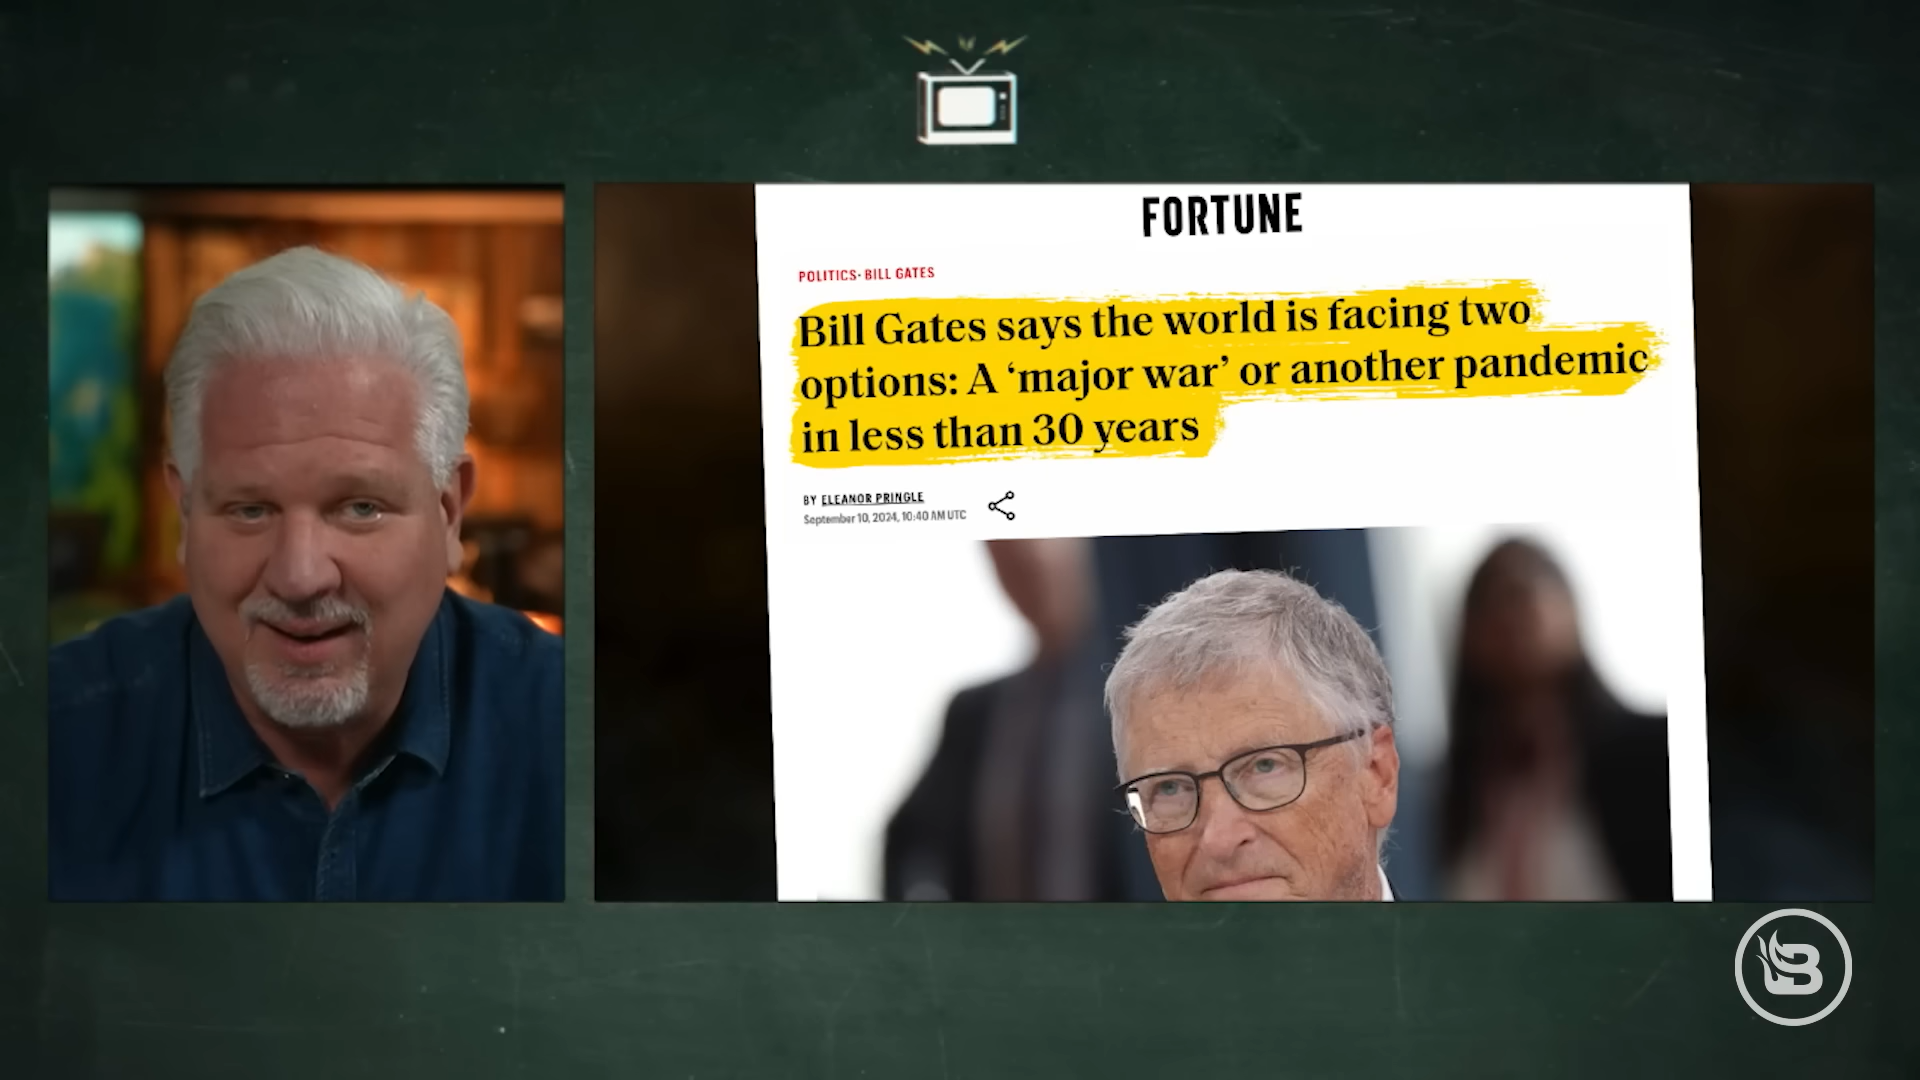 FORTUNE
POLITICS· BILL GATES
Bill Gates says the world is facing two
options: A ‘major war’ or another pandemic
in less than 30 years
BY ELEANOR PRINGLE
September 10, 2024, 10:40 AM UTC
B